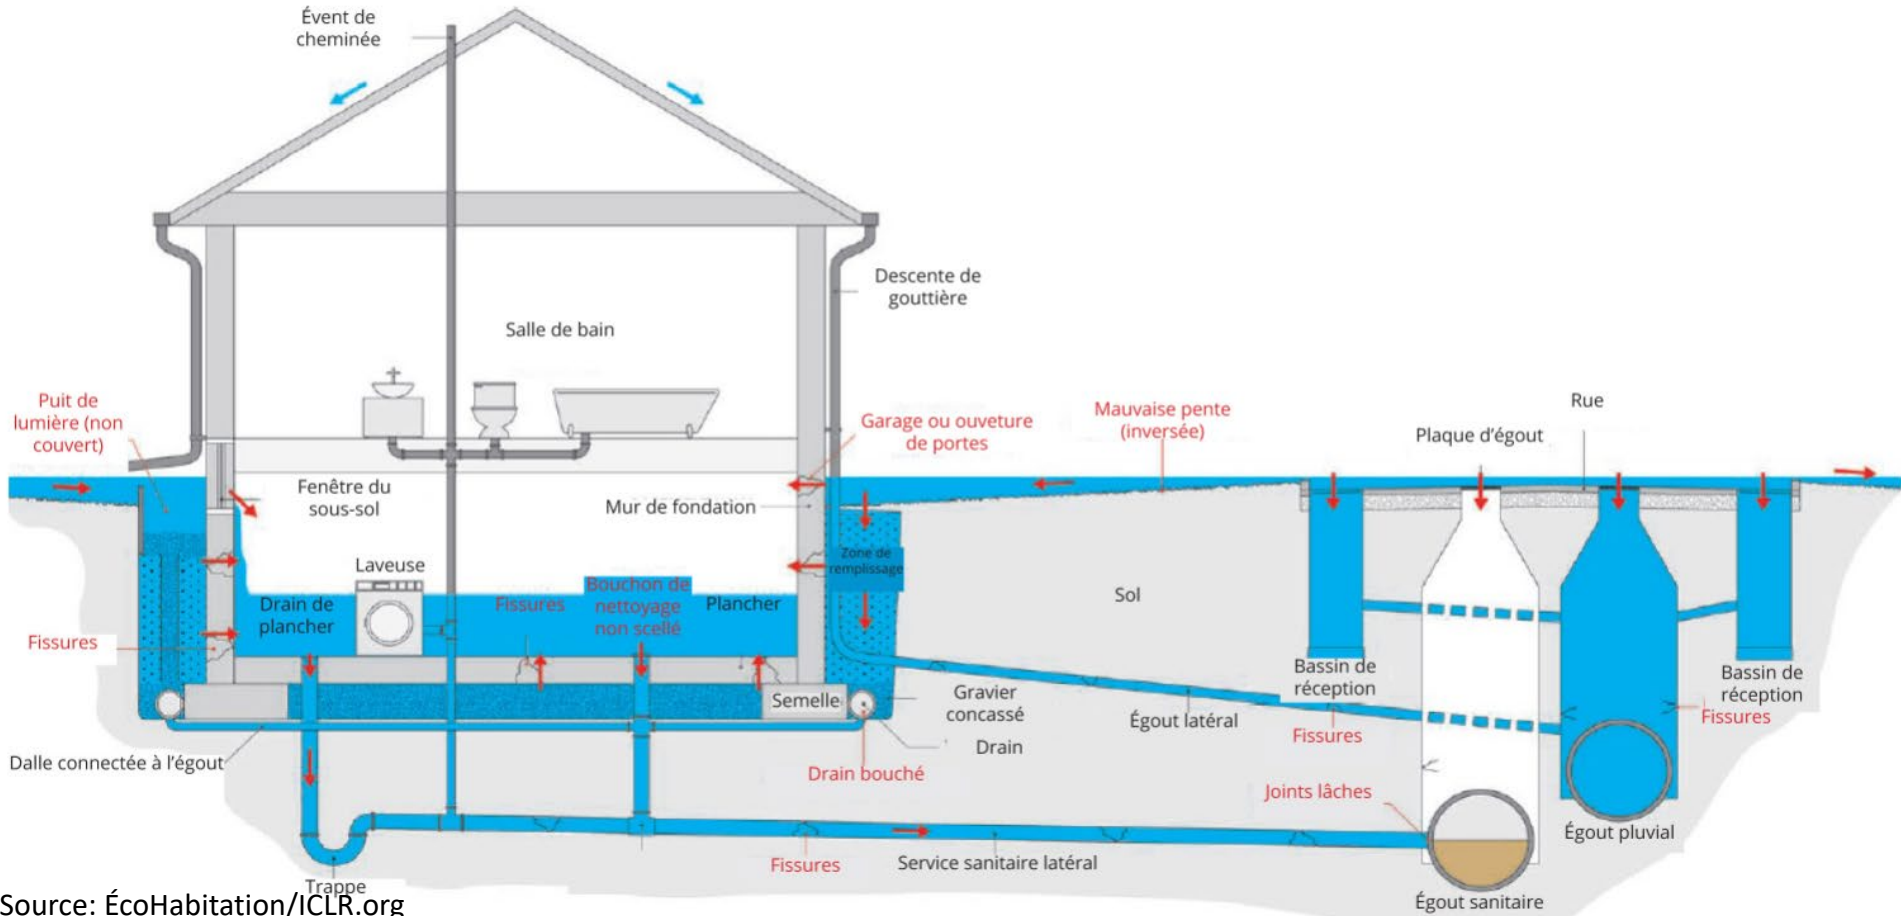 Évent de
cheminée
Descente de
gouttière
Salle de bain
Puit de
lumière (non
couvert)
Garage ou ouveture
de portes
Mauvaise pente
(inversée)
Rue
Plaque d'égout
Fenêtre du
sous-sol
Mur de fondation
Laveuse
Zone de
remplissage
Sol
Drain de
plancher
Fissures
Bouchon de
nettoyage
non scellé
Plancher
Fissures
Bassin de
réception
Bassin de
réception
Semelle
Gravier
concassé
Égout latéral
Fissures
Fissures
Drain
Dalle connectée à l'égout
Drain bouché
Joints lâches
Égout pluvial
Fissures
Service sanitaire latéral
Trappe
Égout sanitaire
Source: ÉcoHabitation/ICLR.org